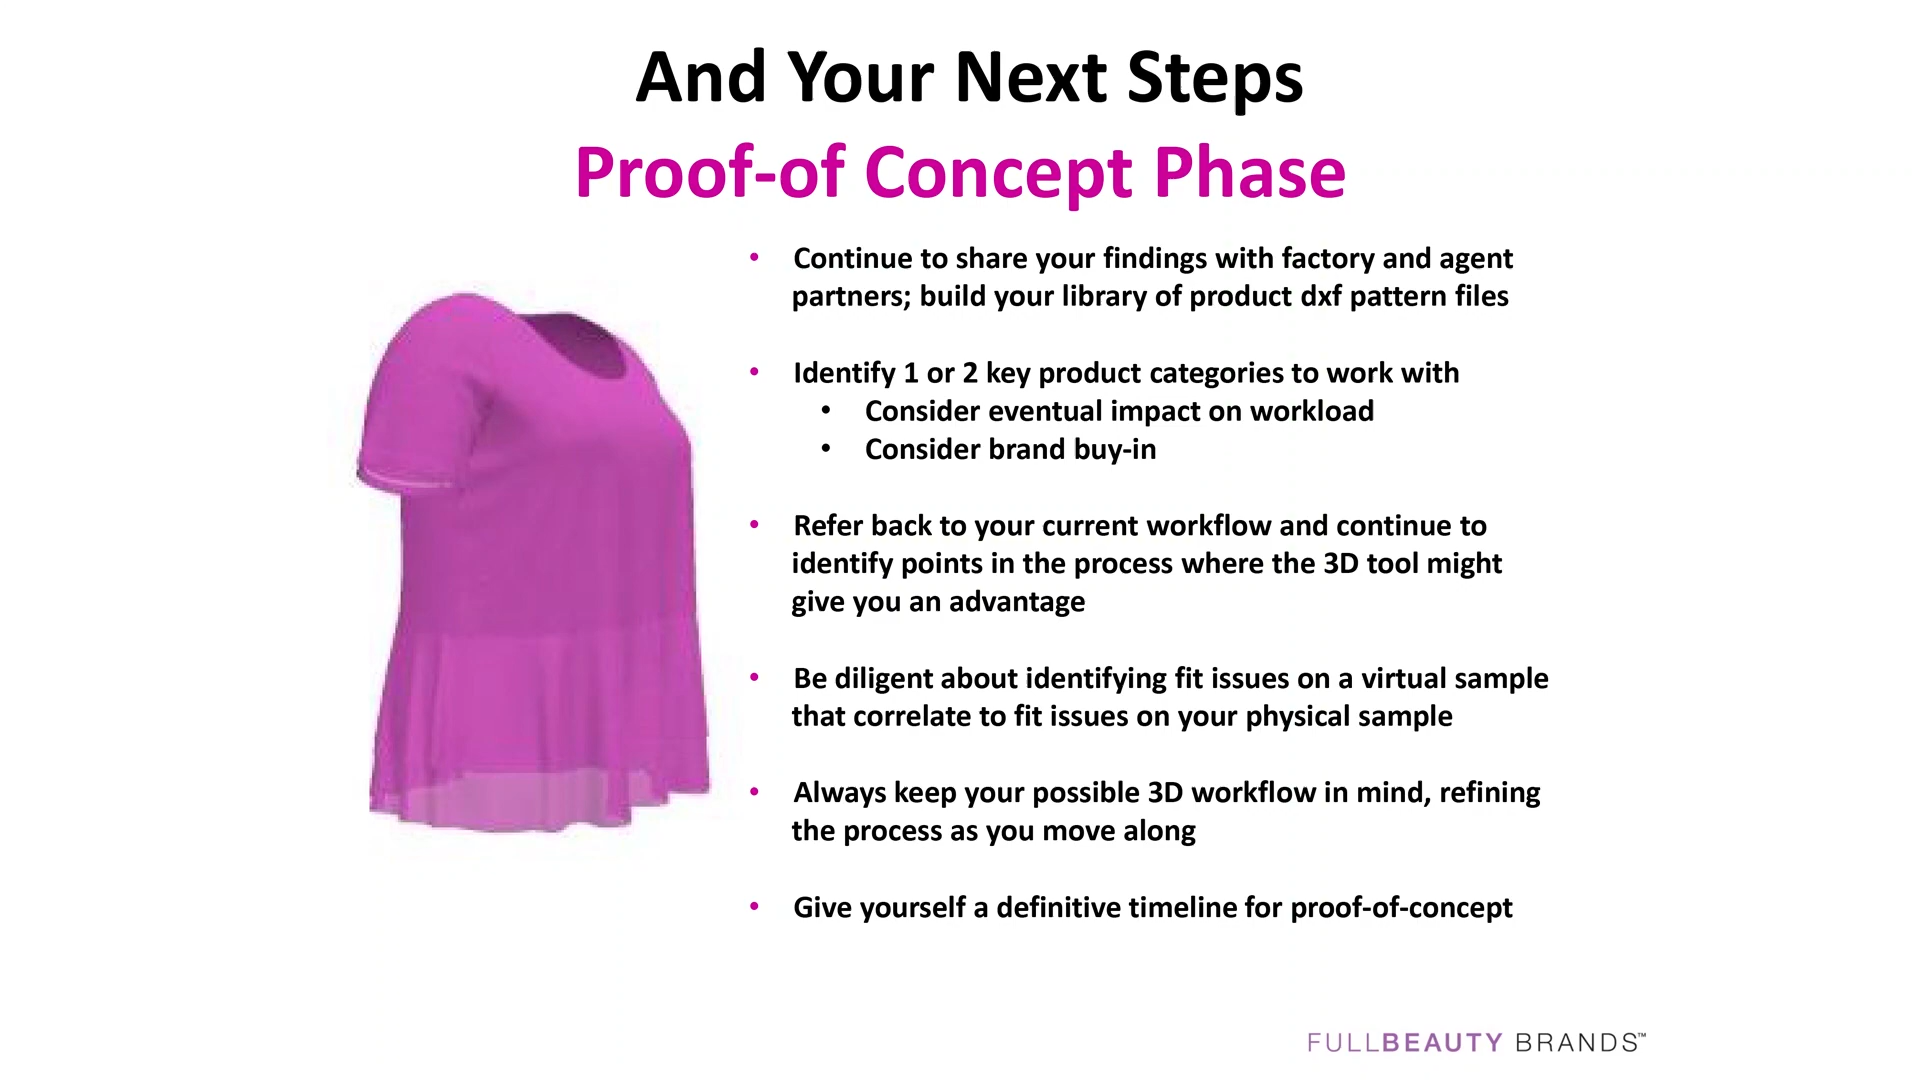 And Your Next Steps
Proof-of Concept Phase
• Continue to share your findings with factory and agent
partners; build your library of product dxf pattern files
• Identify 1 or 2 key product categories to work with
• Consider eventual impact on workload
• Consider brand buy-in
• Refer back to your current workflow and continue to
identify points in the process where the 3D tool might
give you an advantage
• Be diligent about identifying fit issues on a virtual sample
that correlate to fit issues on your physical sample
• Always keep your possible 3D workflow in mind, refining
the process as you move along
• Give yourself a definitive timeline for proof-of-concept
FULLBEAUTY BRANDS™